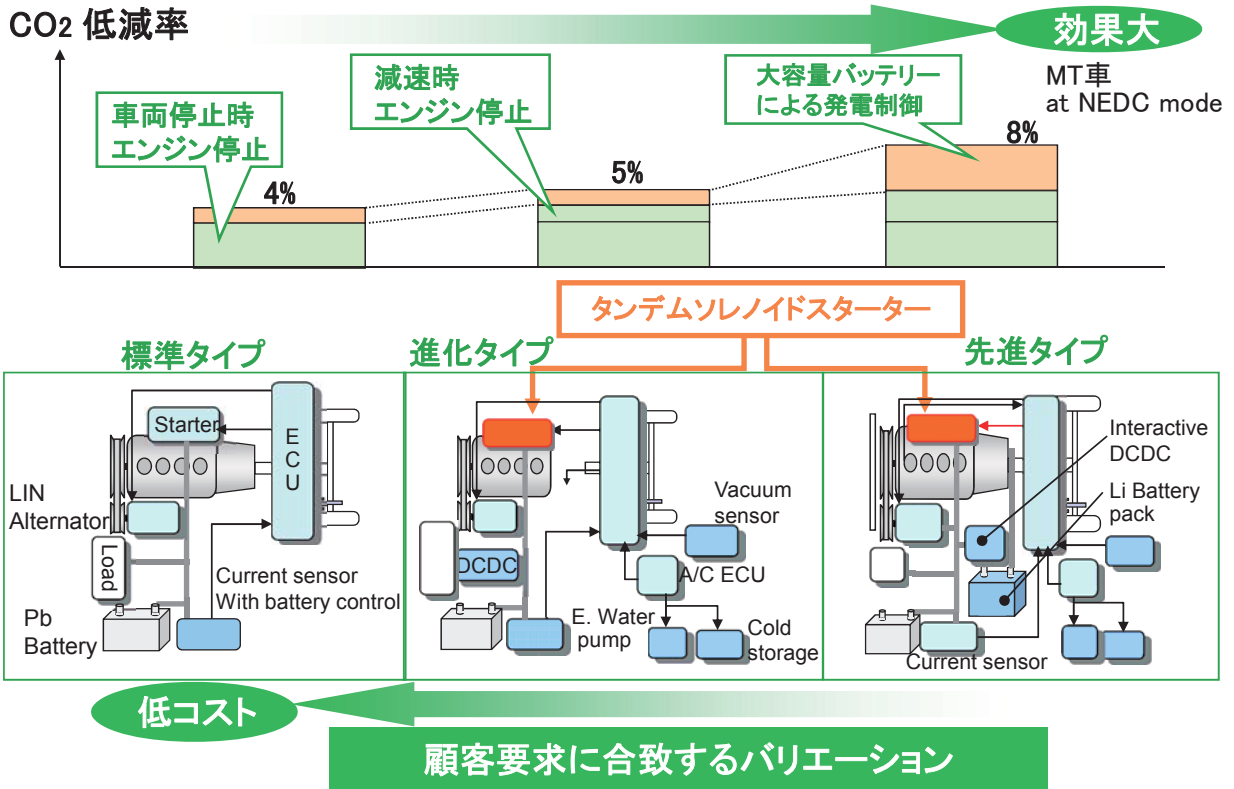 CO2 低減率
効果大
MT車
at NEDC mode
車両停止時
エンジン停止
減速時
エンジン停止
大容量バッテリー
による発電制御
4%
5%
8%
タンデムソレノイドスターター
標準タイプ
進化タイプ
先進タイプ
Starter
ECU
LIN
Alternator
Load
Current sensor
With battery control
Pb
Battery
Vacuum
sensor
DCDC
A/C ECU
E. Water
pump
Cold
storage
Interactive
DCDC
Li Battery
pack
Current sensor
低コスト
顧客要求に合致するバリエーション